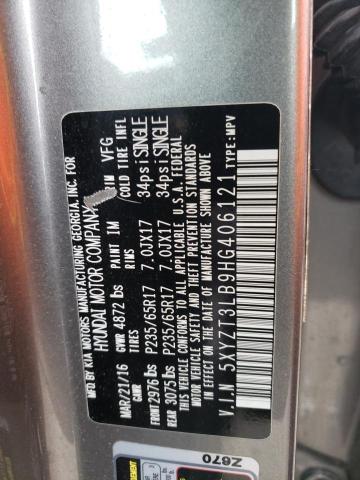 MFD BY KIA MOTORS MANUFACTURING GEORGIA, INC. FOR
HYUNDAI MOTOR COMPANY
MAR/21/16 PAINT IM VFG
GWR GVWR 4872 lbs TIRES RIMS COLD TIRE INFL
FRONT 2976 lbs P235/65R17 7.0JX17 34psi SINGLE
REAR 3075 lbs P235/65R17 7.0JX17 34psi SINGLE
THIS VEHICLE CONFORMS TO ALL APPLICABLE U.S.A. FEDERAL
MOTOR VEHICLE SAFETY STANDARDS IN EFFECT ON
THE DATE OF MANUFACTURE SHOWN ABOVE
V.I.N 5XYZT3LB9HG406121 TYPE:MPV
Z670